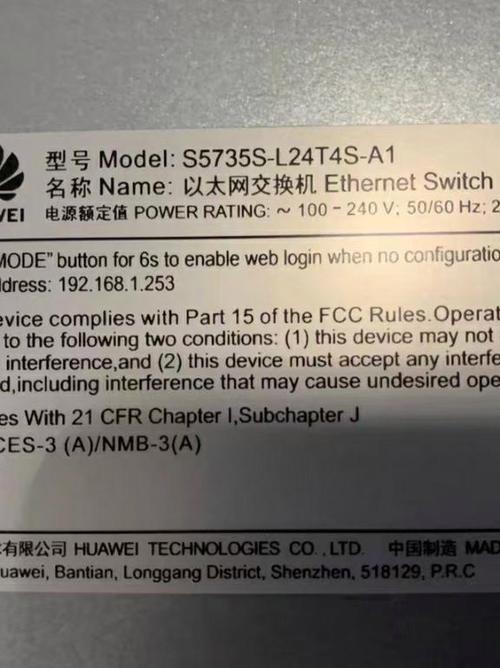 型号 Model: S5735S-L24T4S-A1
名称 Name: 以太网交换机 Ethernet Switch
WEI
电源额定值 POWER RATING: ~ 100-240 V; 50/60 Hz; 2
MODE" button for 6s to enable web login when no configuratio
ddress: 192.168.1.253
evice complies with Part 15 of the FCC Rules.Operat
to the following two conditions: (1) this device may not
interference,and (2) this device must accept any interfe
d,including interference that may cause undesired ope
es With 21 CFR Chapter I,Subchapter J
CES-3 (A)/NMB-3(A)
有限公司 HUAWEI TECHNOLOGIES CO.,LTD. 中国制造 MAD
uawei, Bantian, Longgang District, Shenzhen, 518129, P.R.C